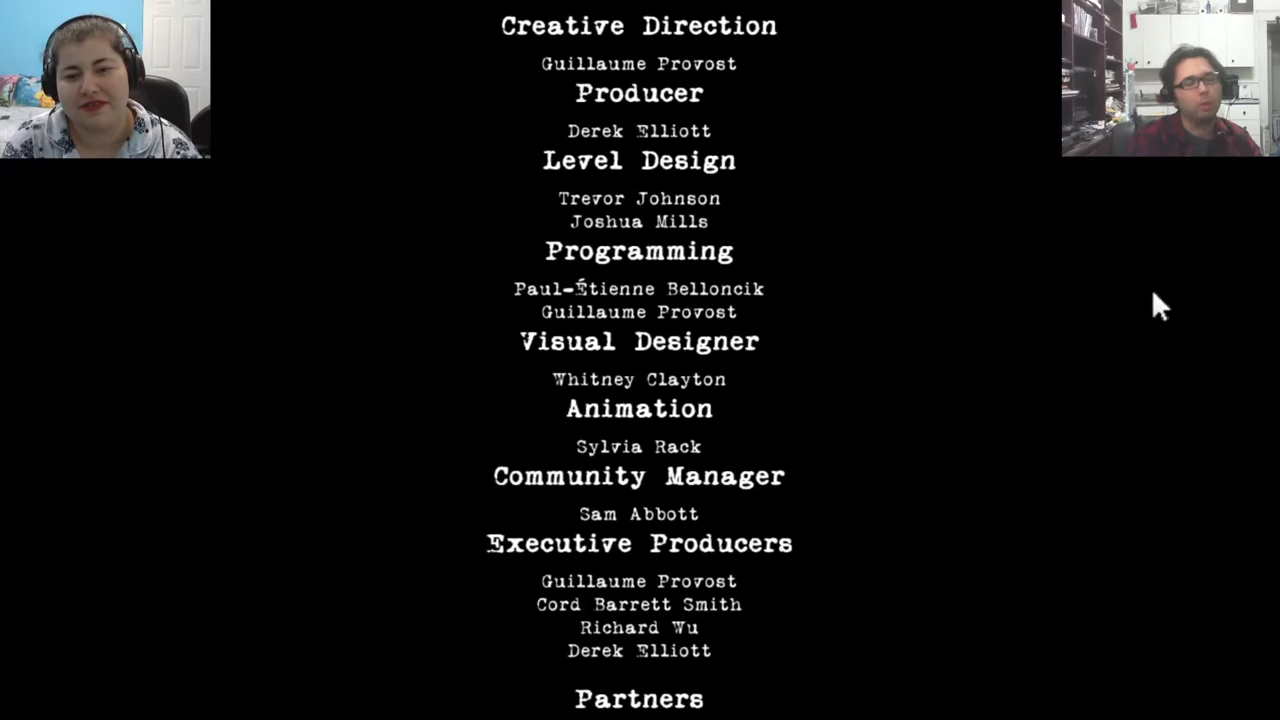 Creative Direction
Guillaume Provost
Producer
Derek Elliott
Level Design
Trevor Johnson
Joshua Mills
Programming
Paul-Étienne Belloncik
Guillaume Provost
Visual Designer
Whitney Clayton
Animation
Sylvia Rack
Community Manager
Sam Abbott
Executive Producers
Guillaume Provost
Cord Barrett Smith
Richard Wu
Derek Elliott
Partners